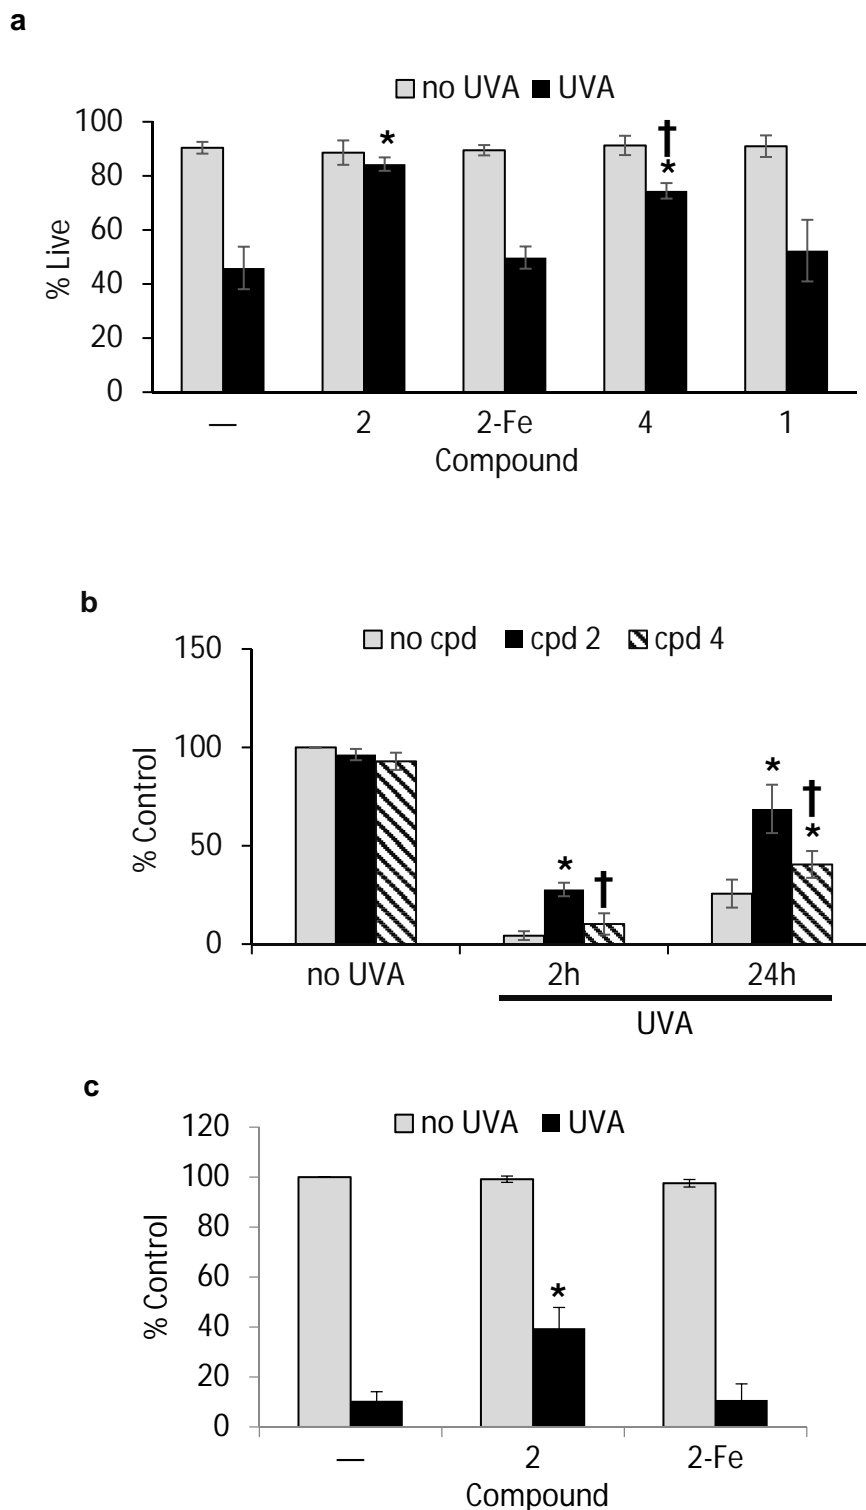 a
no UVA UVA
100
80
60
40
20
0
% Live
*
†
*
— 2 2-Fe 4 1
Compound
b
no cpd cpd 2 cpd 4
150
100
50
0
% Control
*
†
*
†
*
no UVA 2h 24h
UVA
c
no UVA UVA
120
100
80
60
40
20
0
% Control
*
— 2 2-Fe
Compound